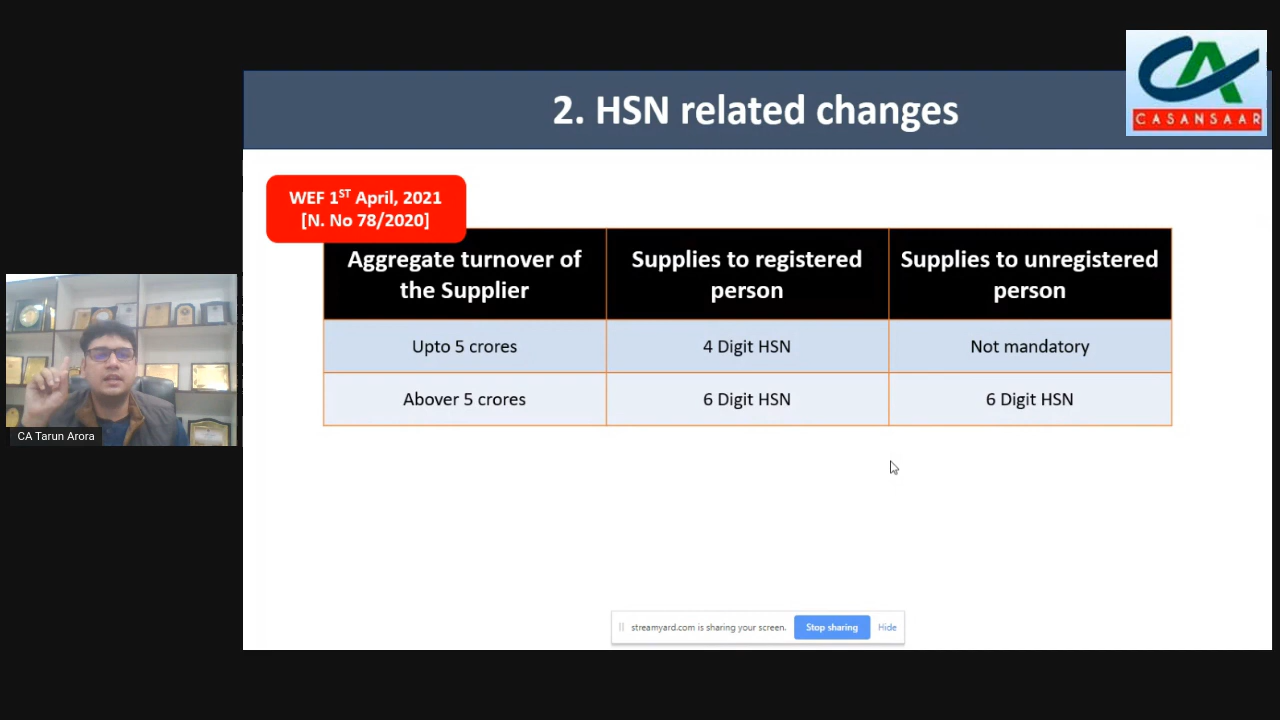 2. HSN related changes
CASANSAAR
WEF 1ST April, 2021
[N. No 78/2020]
Aggregate turnover of
the Supplier
Supplies to registered
person
Supplies to unregistered
person
Upto 5 crores
4 Digit HSN
Not mandatory
Abover 5 crores
6 Digit HSN
6 Digit HSN
CA Tarun Arora
streamyard.com is sharing your screen.
Stop sharing
Hide